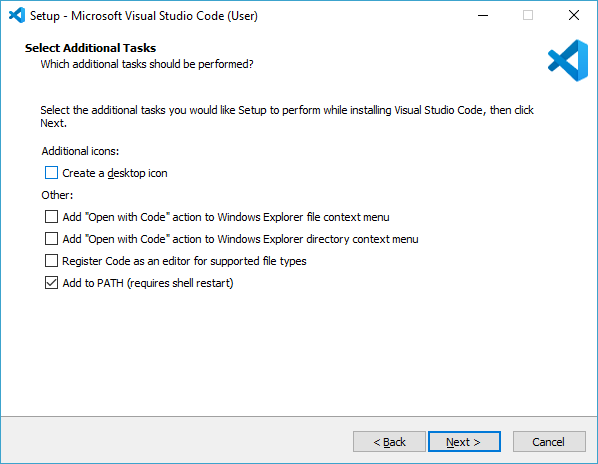 Setup - Microsoft Visual Studio Code (User)
Select Additional Tasks
Which additional tasks should be performed?
Select the additional tasks you would like Setup to perform while installing Visual Studio Code, then click
Next.
Additional icons:
Create a desktop icon
Other:
Add "Open with Code" action to Windows Explorer file context menu
Add "Open with Code" action to Windows Explorer directory context menu
Register Code as an editor for supported file types
Add to PATH (requires shell restart)
< Back Next > Cancel